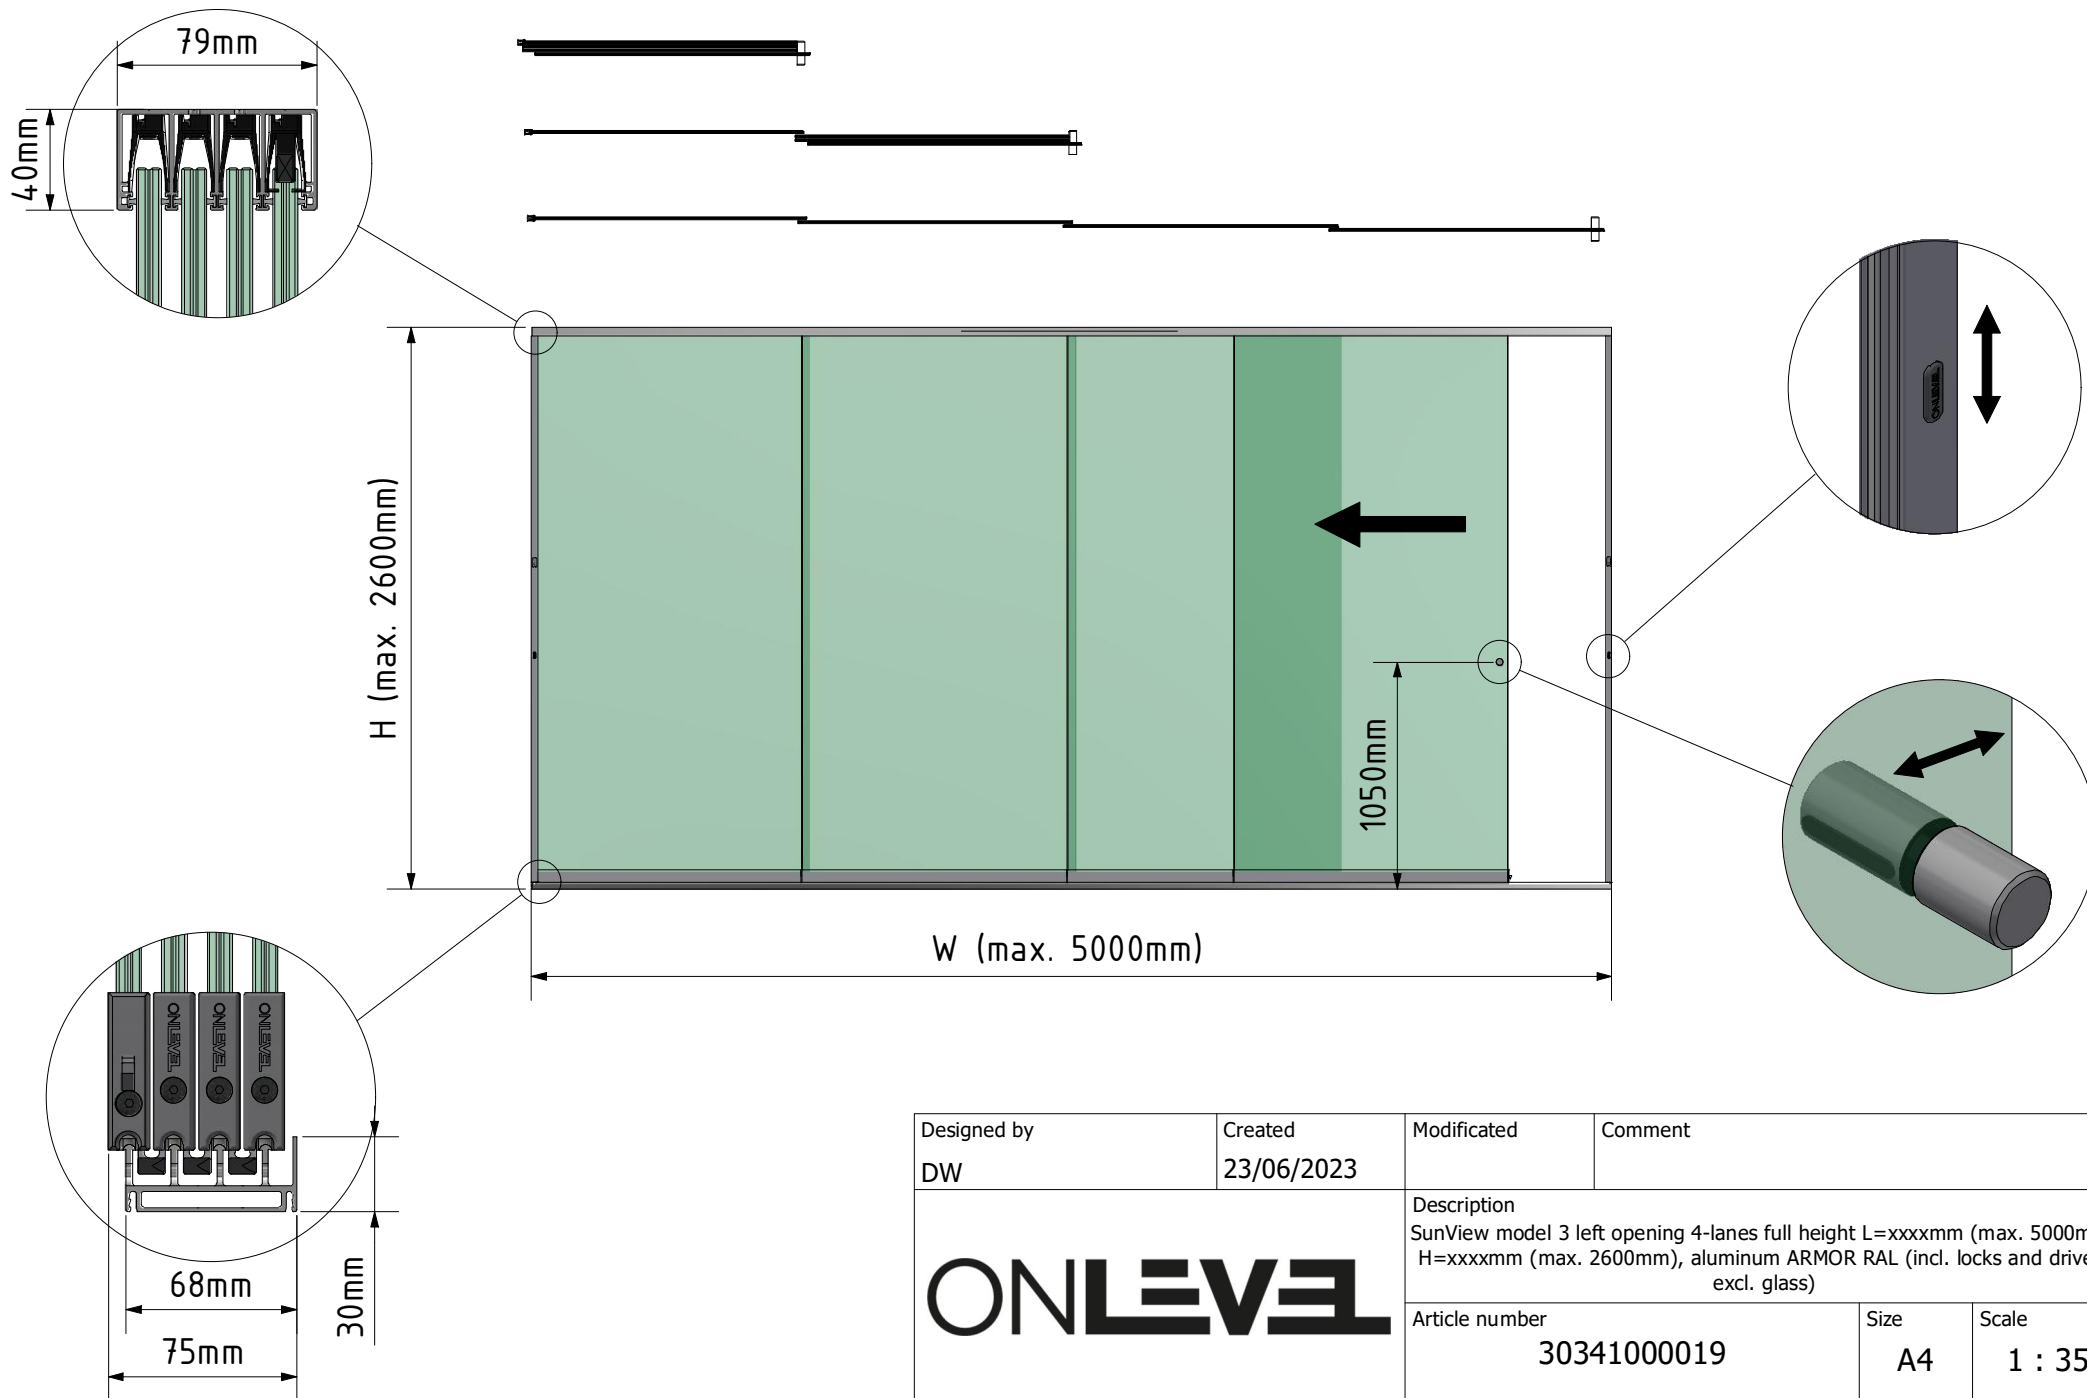 79mm
40mm
ONLEVEL
H (max. 2600mm)
1050mm
W (max. 5000mm)
ONLEVEL
ONLEVEL
ONLEVEL
30mm
68mm
75mm
Designed by
DW
Created
23/06/2023
Modificated
Comment
ONLEVEL
Description
SunView model 3 left opening 4-lanes full height L=xxxxmm (max. 5000m
H=xxxxmm (max. 2600mm), aluminum ARMOR RAL (incl. locks and drive
excl. glass)
Article number
30341000019
Size
A4
Scale
1 : 35